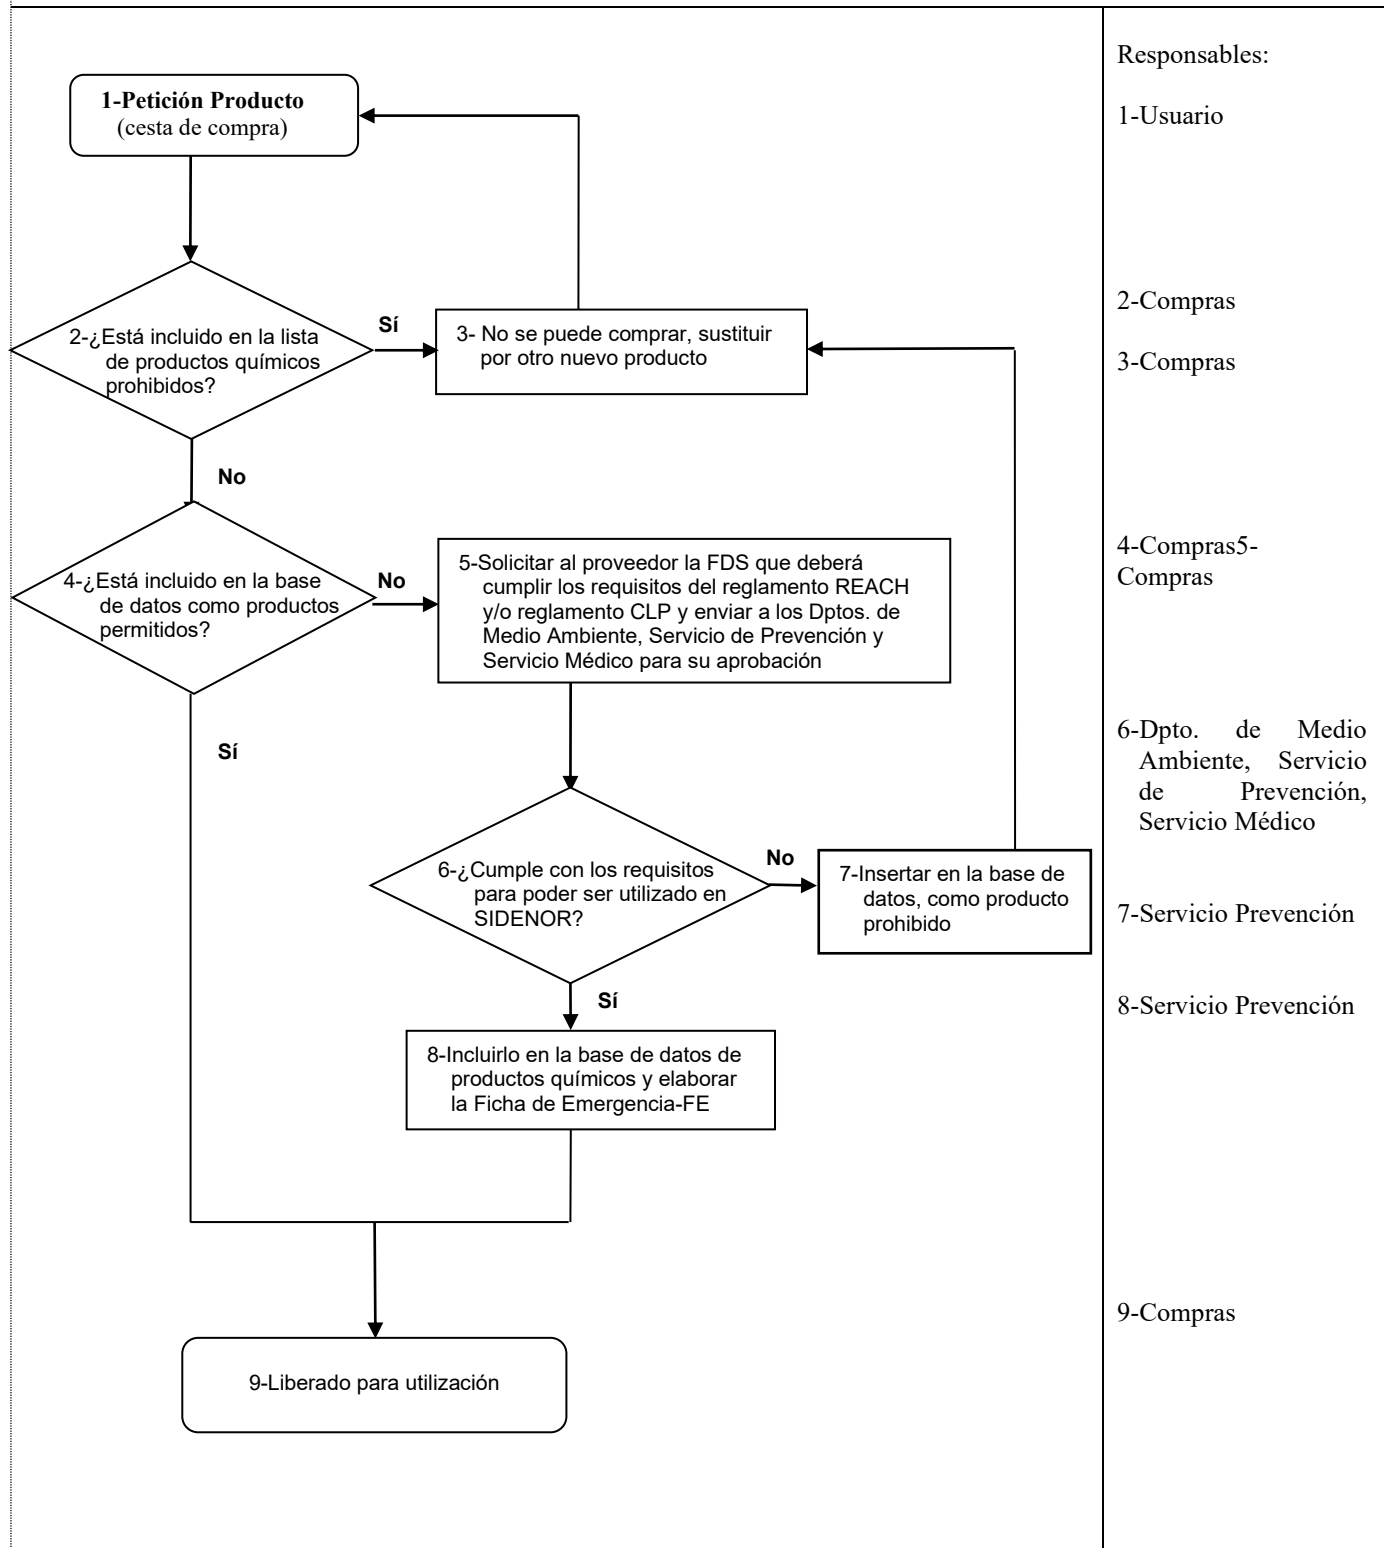 Responsables:
1-Petición Producto
(cesta de compra)
1-Usuario
2-¿Está incluido en la lista
de productos químicos
prohibidos?
Sí
3- No se puede comprar, sustituir
por otro nuevo producto
2-Compras
3-Compras
No
4-¿Está incluido en la base
de datos como productos
permitidos?
No
5-Solicitar al proveedor la FDS que deberá
cumplir los requisitos del reglamento REACH
y/o reglamento CLP y enviar a los Dptos. de
Medio Ambiente, Servicio de Prevención y
Servicio Médico para su aprobación
4-Compras5-
Compras
Sí
6-Dpto. de Medio
Ambiente, Servicio
de Prevención,
Servicio Médico
6-¿Cumple con los requisitos
para poder ser utilizado en
SIDENOR?
No
7-Insertar en la base de
datos, como producto
prohibido
7-Servicio Prevención
Sí
8-Servicio Prevención
8-Incluirlo en la base de datos de
productos químicos y elaborar
la Ficha de Emergencia-FE
9-Compras
9-Liberado para utilización